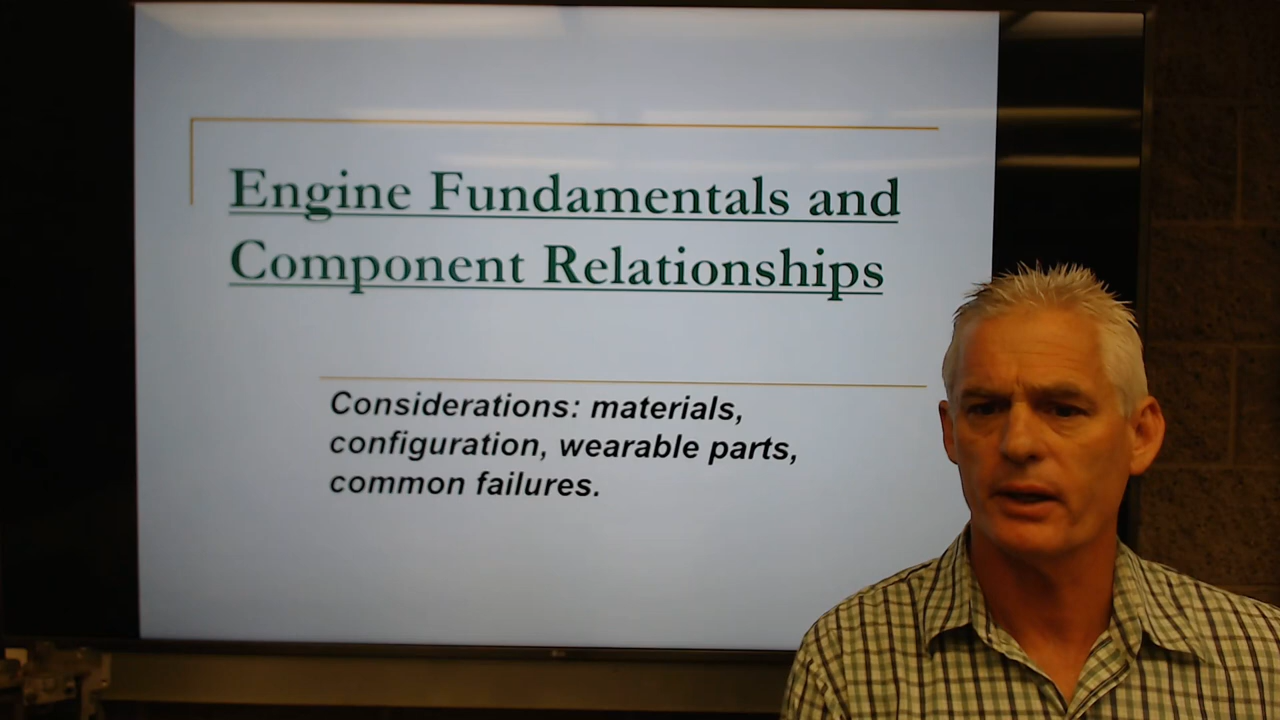 Engine Fundamentals and
Component Relationships
Considerations: materials,
configuration, wearable parts,
common failures.